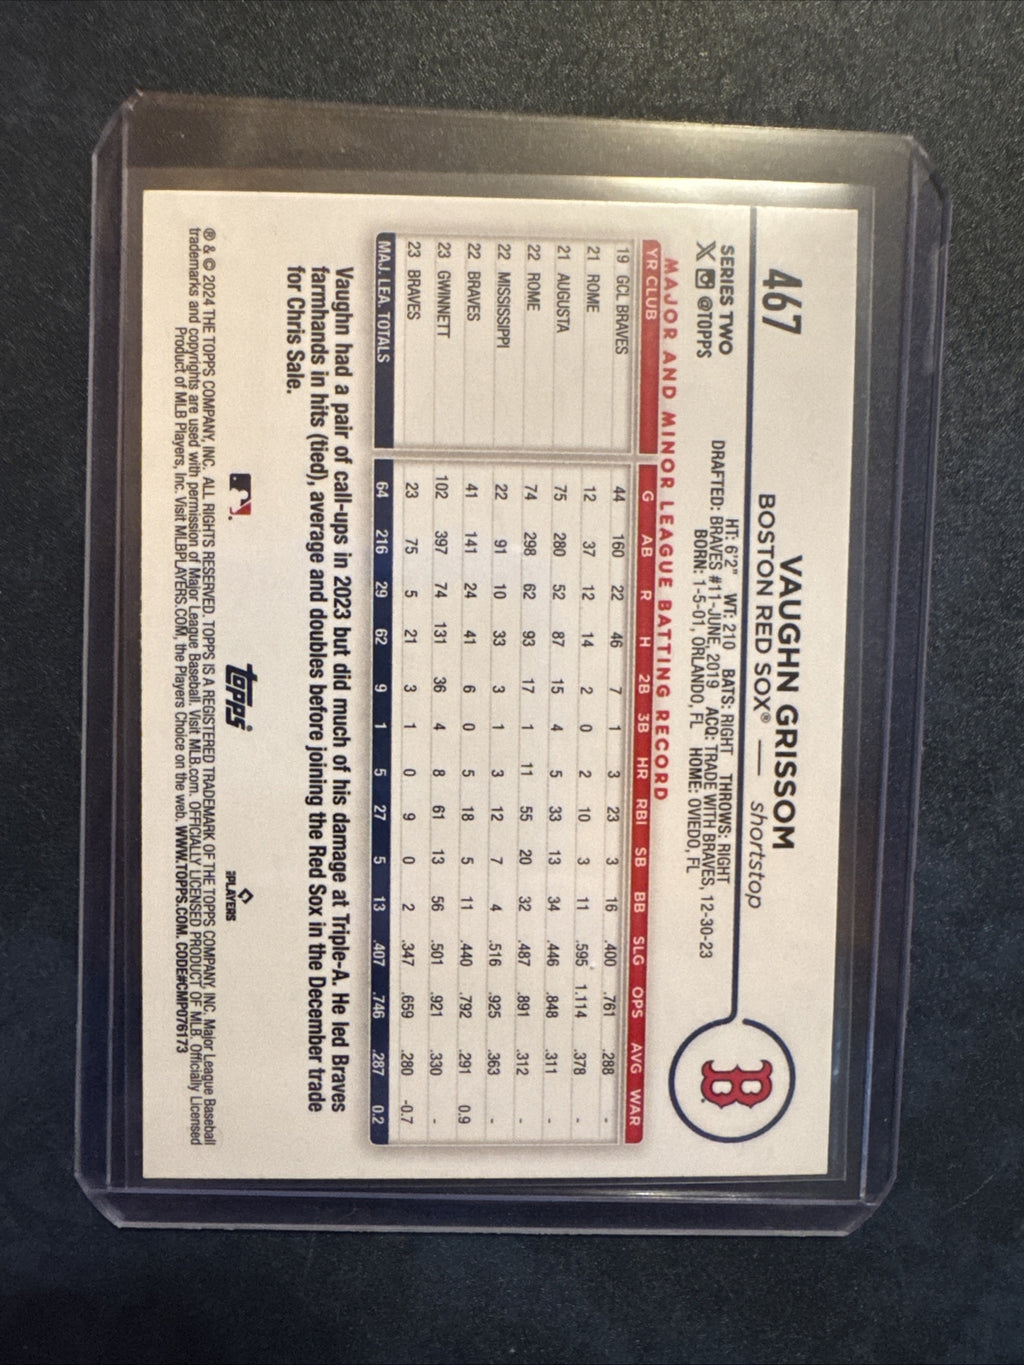 467
VAUGHN GRISSOM
BOSTON RED SOX® — shortstop
SERIES TWO
@TOPPS
HT: 6'2" WT: 210 BATS: RIGHT THROWS: RIGHT
DRAFTED: BRAVES #11-JUNE, 2019 ACQ: TRADE WITH BRAVES, 12-30-23
BORN: 1-5-01, ORLANDO, FL HOME: OVIEDO, FL
B
MAJOR AND MINOR LEAGUE BATTING RECORD
YR CLUB G AB R H 2B 3B HR RBI SB BB SLG OPS AVG WAR
19 GCL BRAVES 44 160 22 46 7 1 3 23 3 16 .400 .761 .288 -
21 ROME 12 37 12 14 2 0 2 10 3 11 .595 1.114 .378 -
21 AUGUSTA 75 280 52 87 15 4 5 33 13 34 .446 .848 .311 -
22 ROME 74 298 62 93 17 1 11 55 20 32 .487 .891 .312 -
22 MISSISSIPPI 22 91 10 33 3 1 3 12 7 4 .516 .925 .363 -
22 BRAVES 41 141 24 41 6 0 5 18 5 11 .440 .792 .291 0.9
23 GWINNETT 102 397 74 131 36 4 8 61 13 56 .501 .921 .330 -
23 BRAVES 23 75 5 21 3 1 0 9 0 2 .347 .659 .280 -0.7
MAJ. LEA. TOTALS 64 216 29 62 9 1 5 27 5 13 .407 .746 .287 0.2
Vaughn had a pair of call-ups in 2023 but did much of his damage at Triple-A. He led Braves
farmhands in hits (tied), average and doubles before joining the Red Sox in the December trade
for Chris Sale.
topps®
PLAYERS
® & © 2024 THE TOPPS COMPANY, INC. ALL RIGHTS RESERVED. TOPPS IS A REGISTERED TRADEMARK OF THE TOPPS COMPANY, INC. Major League Baseball
trademarks and copyrights are used with permission of Major League Baseball. Visit MLB.com. OFFICIALLY LICENSED PRODUCT OF MLB. Officially Licensed
Product of MLB Players, Inc. Visit MLBPLAYERS.COM, the Players Choice on the web. WWW.TOPPS.COM. CODE#CMP076173